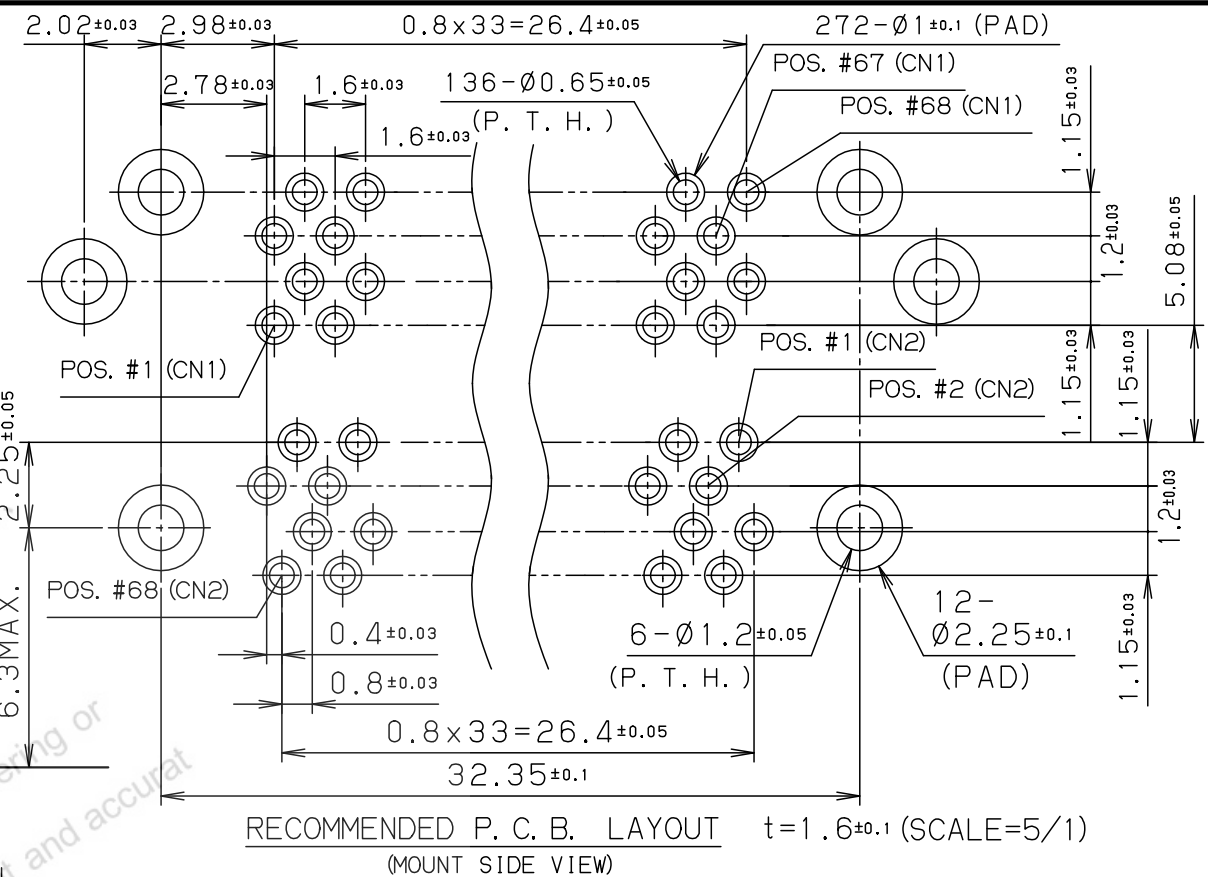 2.02±0.03 2.98±0.03 0.8x33=26.4±0.05 272-Ø1±0.1 (PAD)
POS. #67 (CN1)
2.78±0.03 1.6±0.03 136-Ø0.65±0.05
(P. T. H. )
POS. #68 (CN1)
1.6±0.03
1.15±0.03
1.2±0.03
5.08±0.05
POS. #1 (CN1)
POS. #1 (CN2)
POS. #2 (CN2)
1.15±0.03
1.15±0.03
2.25±0.05
1.2±0.03
POS. #68 (CN2)
6.3MAX.
0.4±0.03
6-Ø1.2±0.05
(P. T. H. )
12-
Ø2.25±0.1
(PAD)
1.15±0.03
0.8±0.03
0.8x33=26.4±0.05
32.35±0.1
ering or
t and accurat
RECOMMENDED P. C. B. LAYOUT t=1.6±0.1 (SCALE=5/1)
(MOUNT SIDE VIEW)